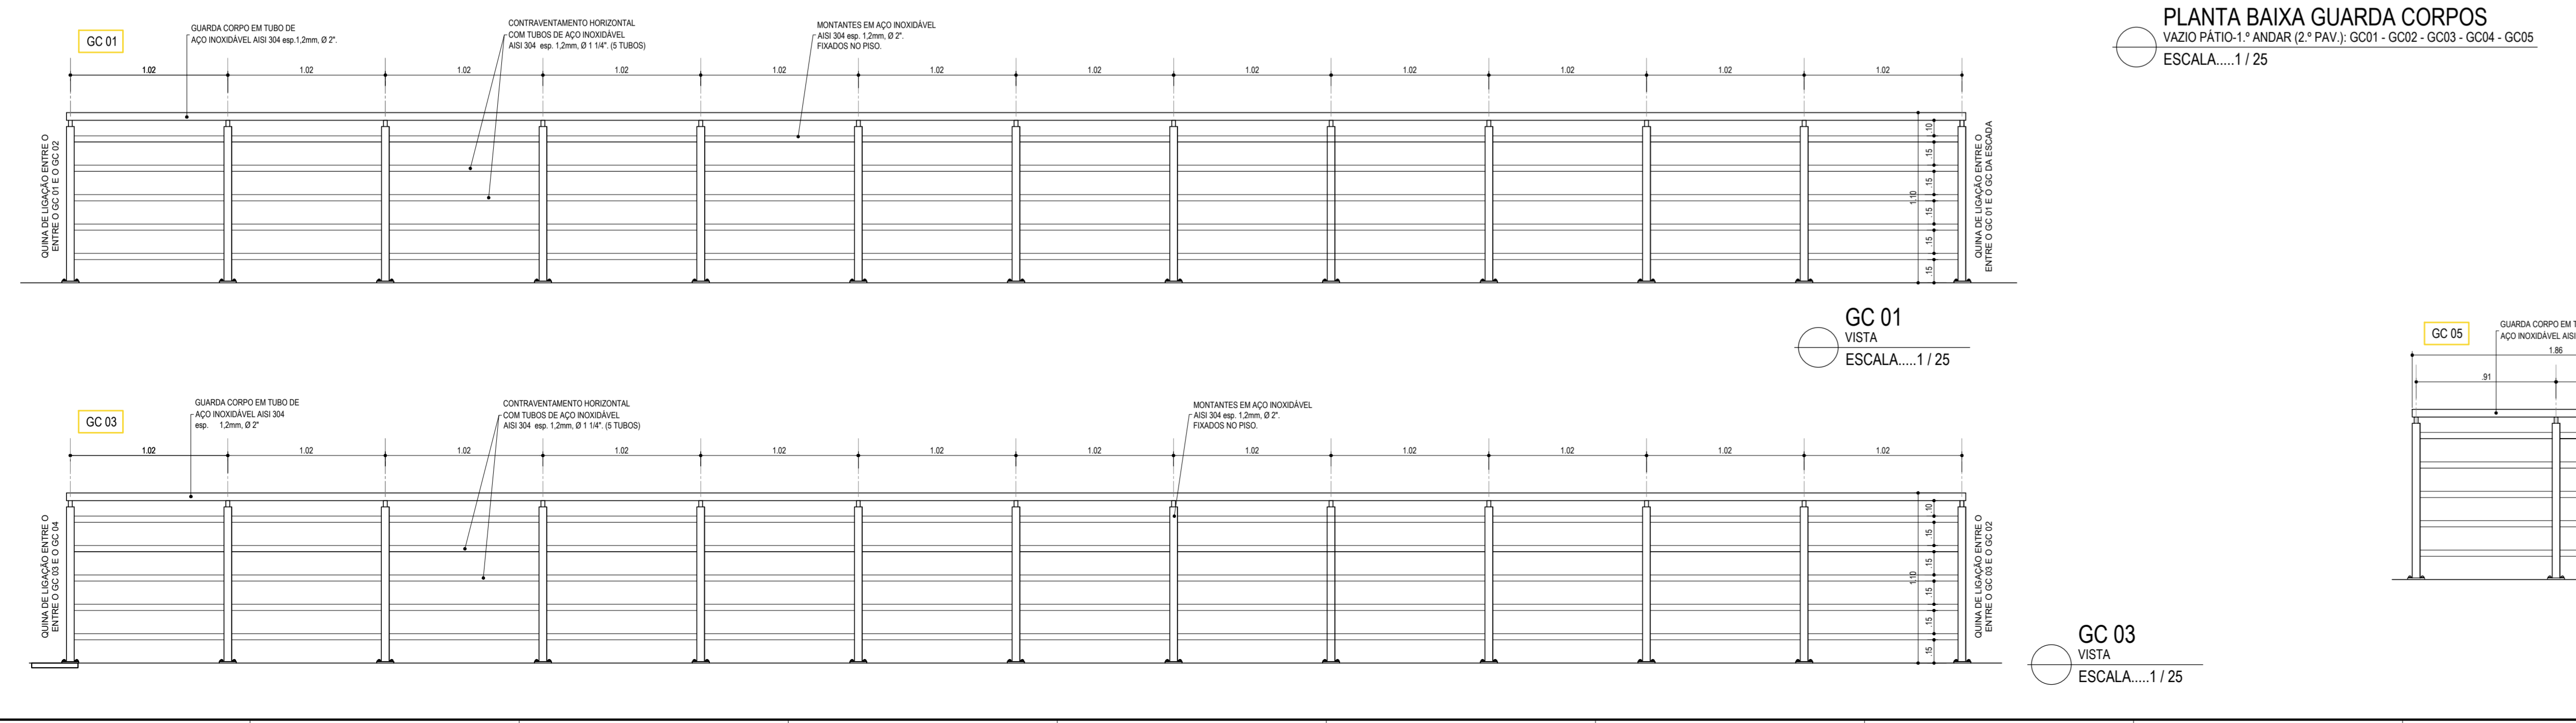 GC 01
GUARDA CORPO EM TUBO DE
AÇO INOXIDÁVEL AISI 304 esp.1,2mm, Ø 2".
CONTRAVENTAMENTO HORIZONTAL
COM TUBOS DE AÇO INOXIDÁVEL
AISI 304 esp. 1,2mm, Ø 1 1/4". (5 TUBOS)
MONTANTES EM AÇO INOXIDÁVEL
AISI 304 esp. 1,2mm, Ø 2".
FIXADOS NO PISO.
1.02 1.02 1.02 1.02 1.02 1.02 1.02 1.02 1.02 1.02 1.02 1.02
QUINA DE LIGAÇÃO ENTRE O
ENTRE O GC 01 E O GC 02
1.10
.10
.15
.15
.15
.15
.15
QUINA DE LIGAÇÃO ENTRE O
ENTRE O GC 01 E O GC DA ESCADA
GC 01
VISTA
ESCALA.....1 / 25
PLANTA BAIXA GUARDA CORPOS
VAZIO PÁTIO-1.º ANDAR (2.º PAV.): GC01 - GC02 - GC03 - GC04 - GC05
ESCALA.....1 / 25
GC 03
GUARDA CORPO EM TUBO DE
AÇO INOXIDÁVEL AISI 304
esp. 1,2mm, Ø 2"
CONTRAVENTAMENTO HORIZONTAL
COM TUBOS DE AÇO INOXIDÁVEL
AISI 304 esp. 1,2mm, Ø 1 1/4". (5 TUBOS)
MONTANTES EM AÇO INOXIDÁVEL
AISI 304 esp. 1,2mm, Ø 2".
FIXADOS NO PISO.
1.02 1.02 1.02 1.02 1.02 1.02 1.02 1.02 1.02 1.02 1.02 1.02
QUINA DE LIGAÇÃO ENTRE O
ENTRE O GC 03 E O GC 04
1.10
.10
.15
.15
.15
.15
.15
QUINA DE LIGAÇÃO ENTRE O
ENTRE O GC 03 E O GC 02
GC 03
VISTA
ESCALA.....1 / 25
GC 05
GUARDA CORPO EM T
AÇO INOXIDÁVEL AISI
1.86
.91